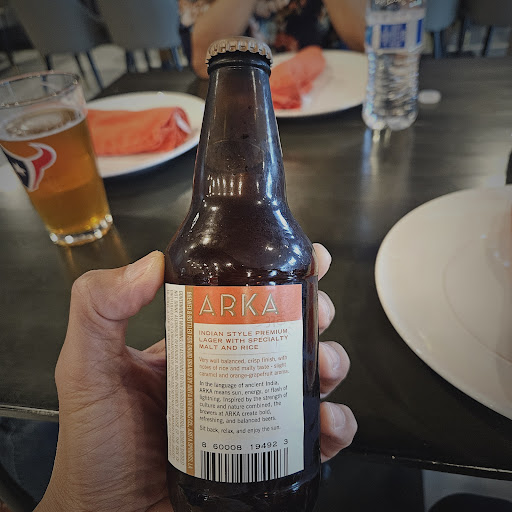 ARKA
INDIAN STYLE PREMIUM
LAGER WITH SPECIALTY
MALT AND RICE
Very well balanced, crisp finish, with
notes of rice and malty taste - slight
caramel and orange-grapefruit aroma.
In the language of ancient India,
ARKA means sun, energy, or flash of
lightning. Inspired by the strength of
culture and nature combined, the
brewers at ARKA create bold,
refreshing, and balanced beers.
Sit back, relax, and enjoy the sun.
8 60008 19492 3